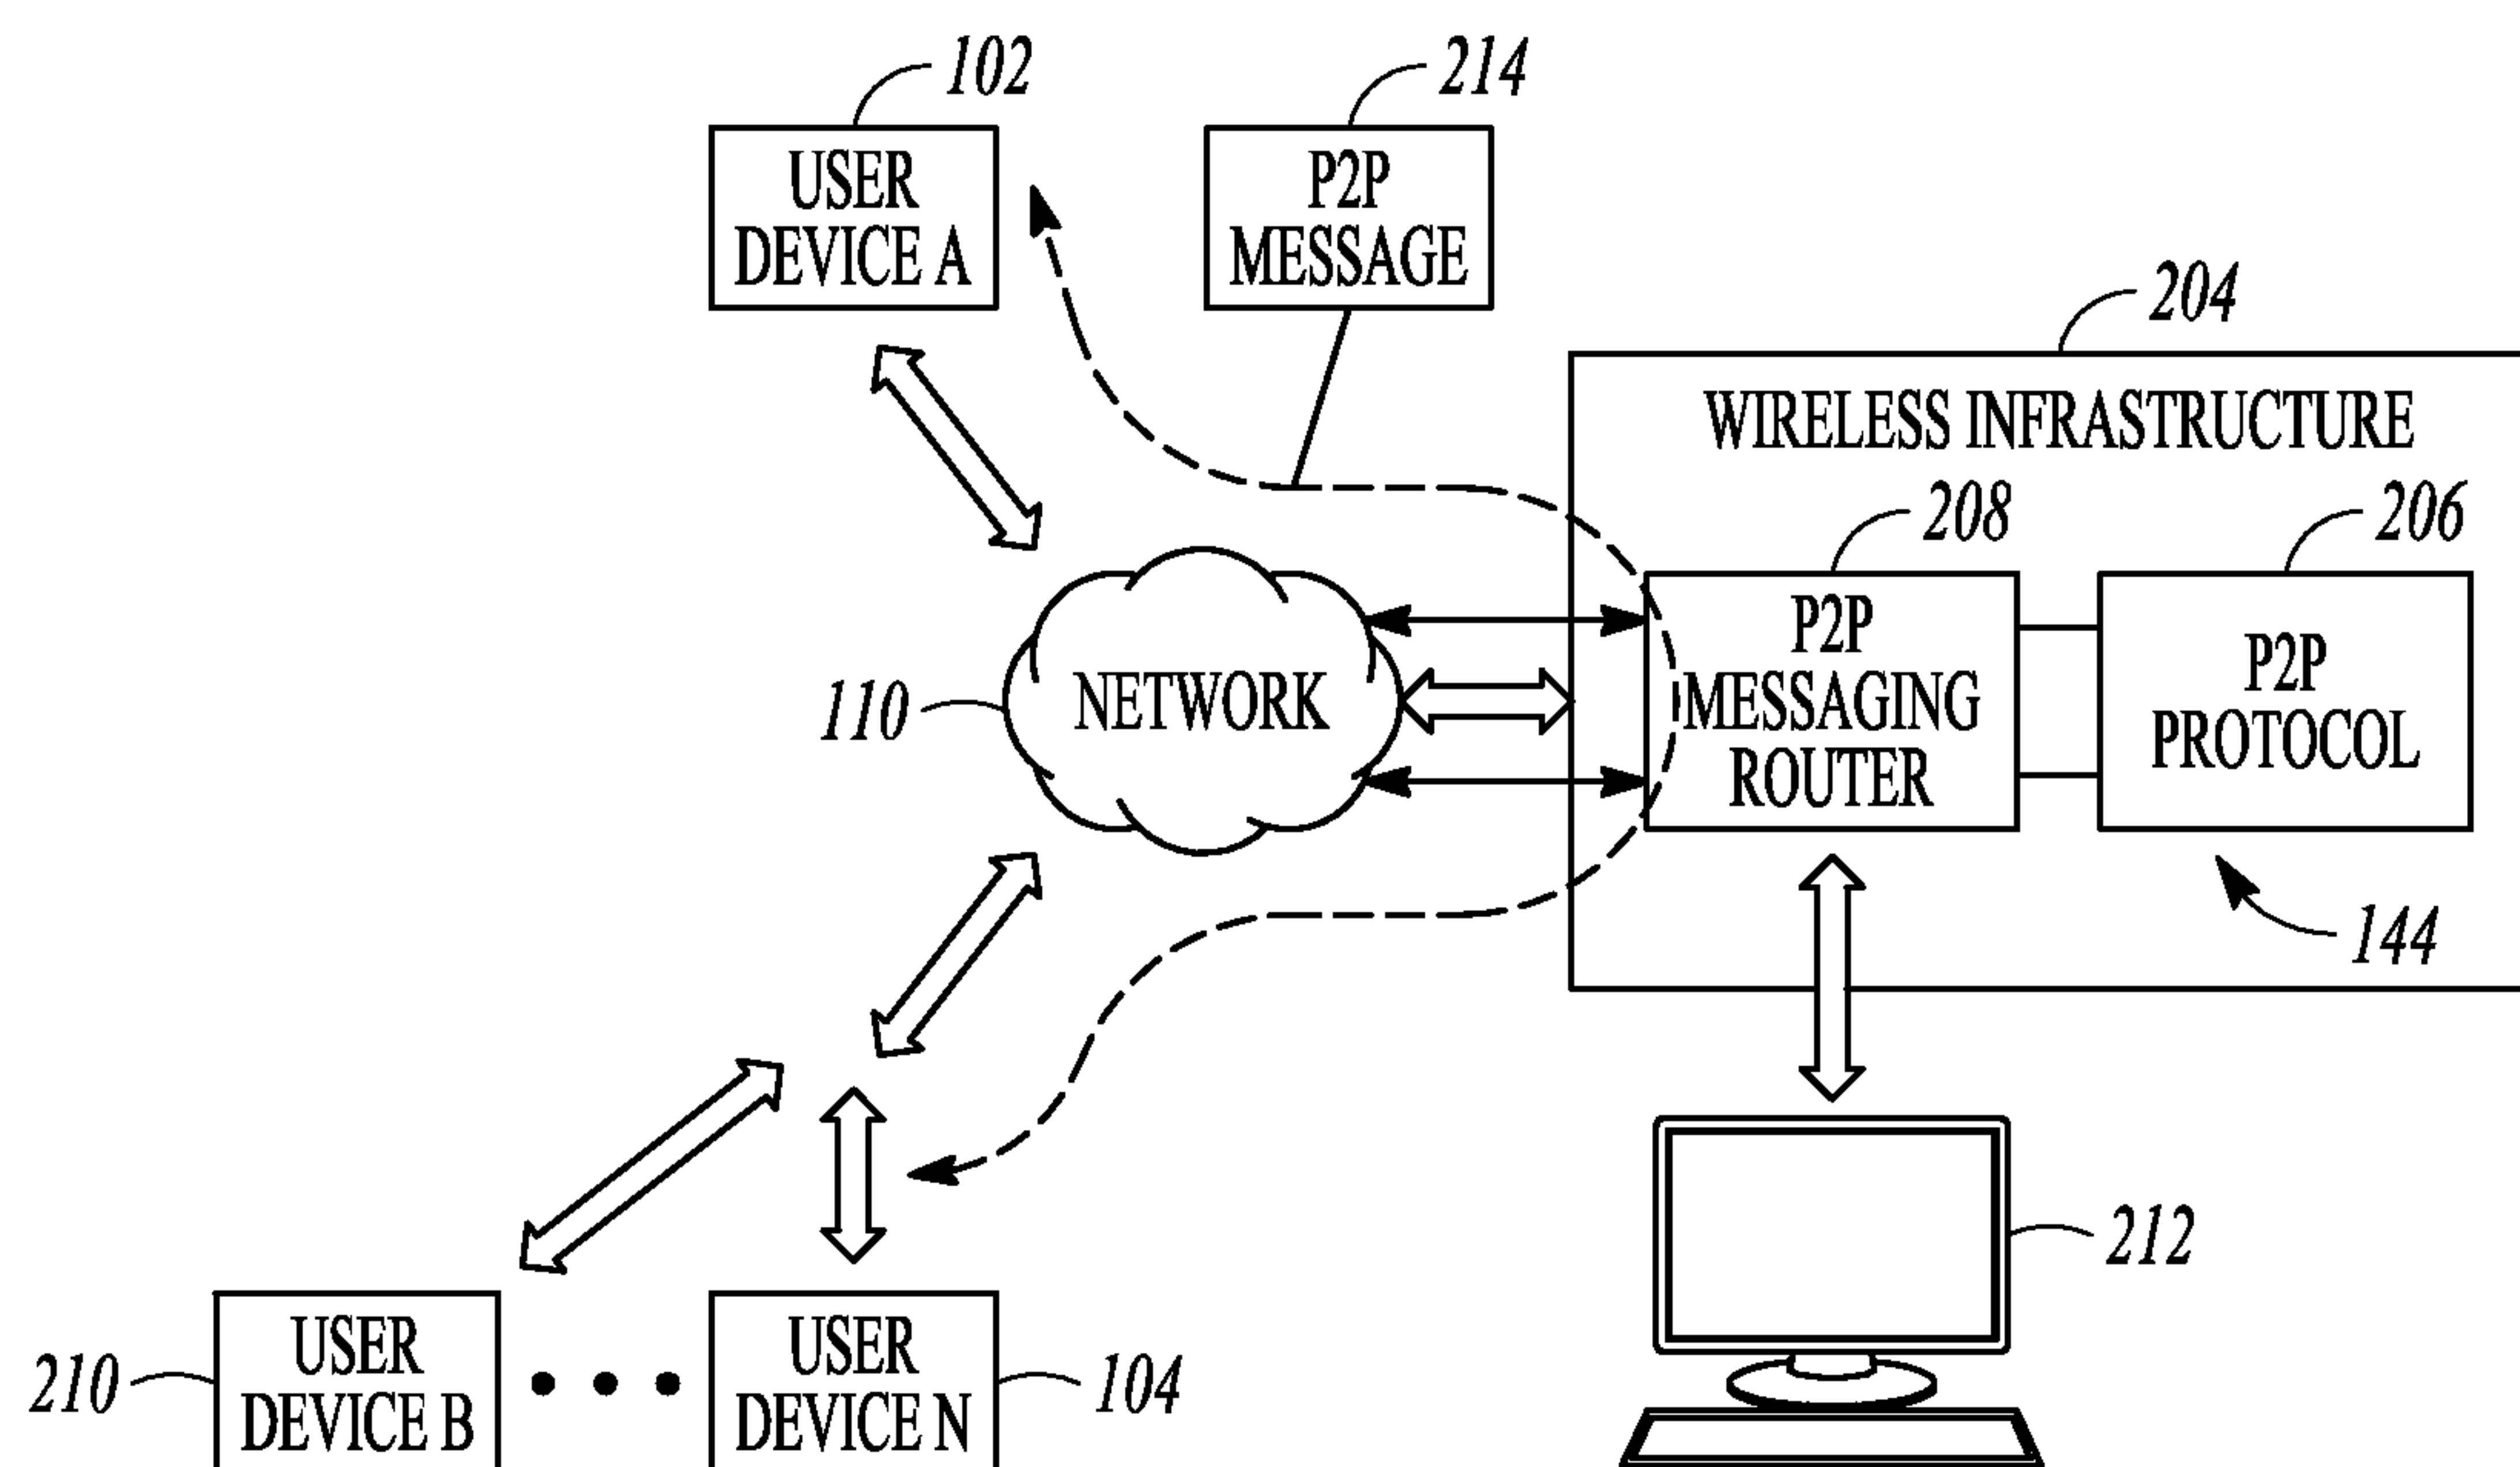 102
214
USER
DEVICE A
P2P
MESSAGE
204
WIRELESS INFRASTRUCTURE
208
206
P2P
MESSAGING
ROUTER
P2P
PROTOCOL
110
NETWORK
144
212
210
USER
DEVICE B
USER
DEVICE N
104